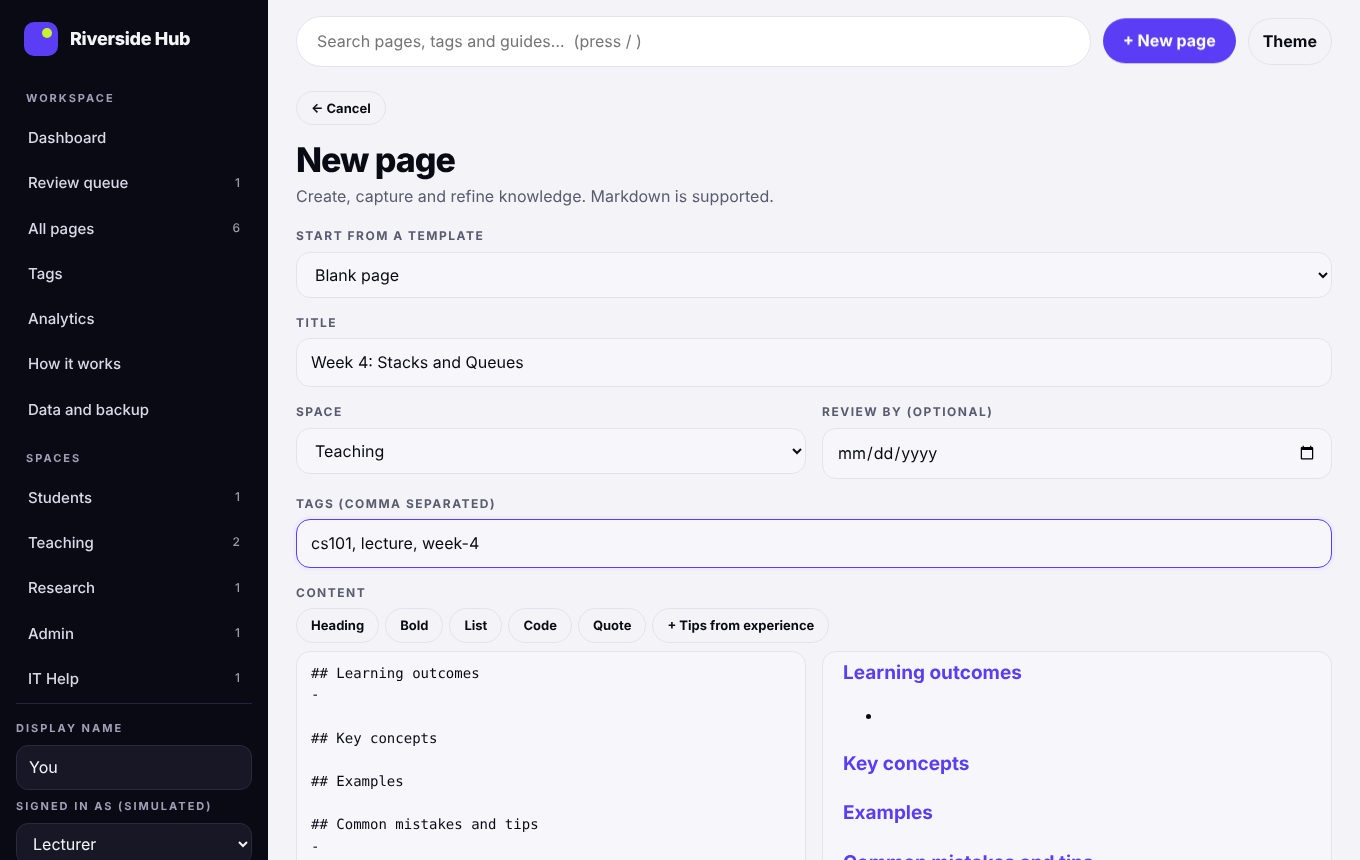 Riverside Hub
WORKSPACE
Dashboard
Review queue 1
All pages 6
Tags
Analytics
How it works
Data and backup
SPACES
Students 1
Teaching 2
Research 1
Admin 1
IT Help 1
DISPLAY NAME
You
SIGNED IN AS (SIMULATED)
Lecturer
Search pages, tags and guides... (press / )
+ New page
Theme
← Cancel
New page
Create, capture and refine knowledge. Markdown is supported.
START FROM A TEMPLATE
Blank page
TITLE
Week 4: Stacks and Queues
SPACE
Teaching
REVIEW BY (OPTIONAL)
mm/dd/yyyy
TAGS (COMMA SEPARATED)
cs101, lecture, week-4
CONTENT
Heading
Bold
List
Code
Quote
+ Tips from experience
## Learning outcomes
-
## Key concepts
## Examples
## Common mistakes and tips
-
Learning outcomes
•
Key concepts
Examples
Common mistakes and tips